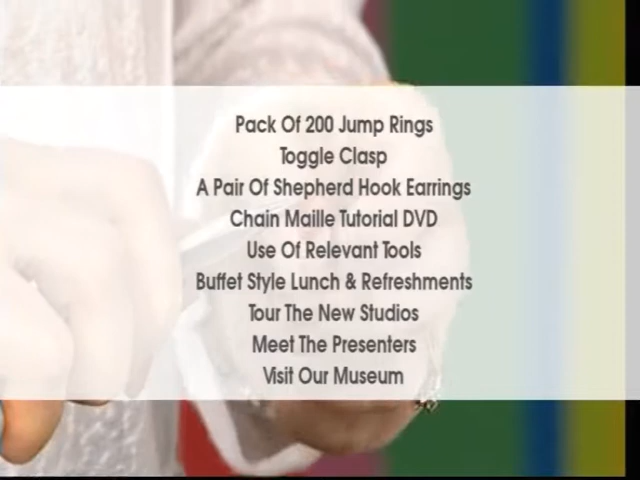 Pack Of 200 Jump Rings
Toggle Clasp
A Pair Of Shepherd Hook Earrings
Chain Maille Tutorial DVD
Use Of Relevant Tools
Buffet Style Lunch & Refreshments
Tour The New Studios
Meet The Presenters
Visit Our Museum